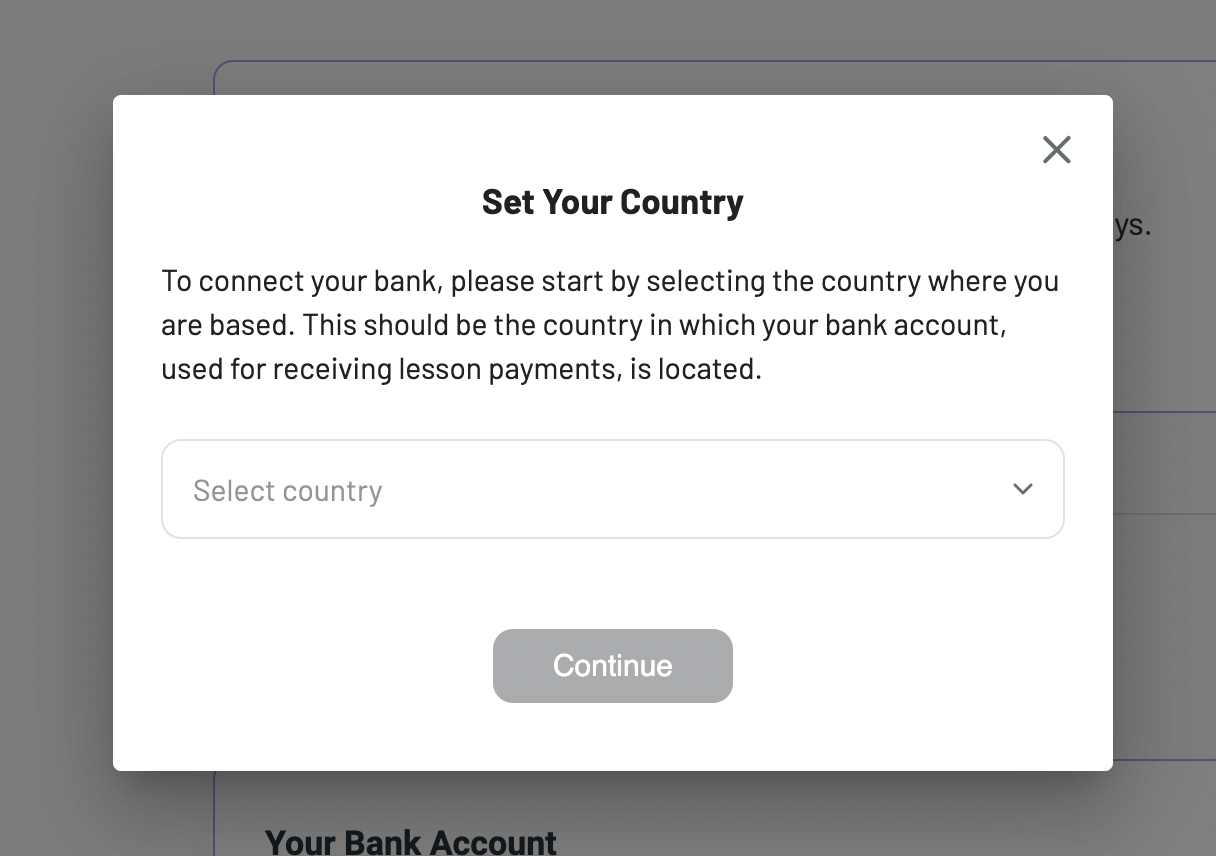 Set Your Country
ys.
To connect your bank, please start by selecting the country where you
are based. This should be the country in which your bank account,
used for receiving lesson payments, is located.
Select country
Continue
Your Bank Account